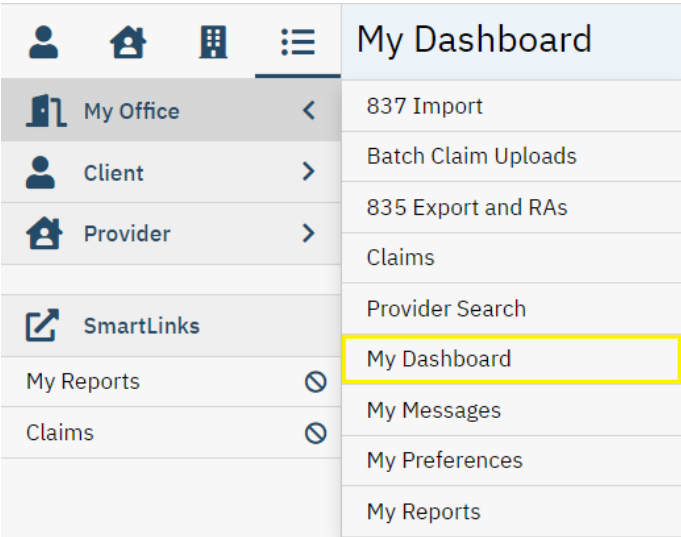 My Dashboard
My Office
Client
Provider
SmartLinks
My Reports
Claims
837 Import
Batch Claim Uploads
835 Export and RAs
Claims
Provider Search
My Dashboard
My Messages
My Preferences
My Reports